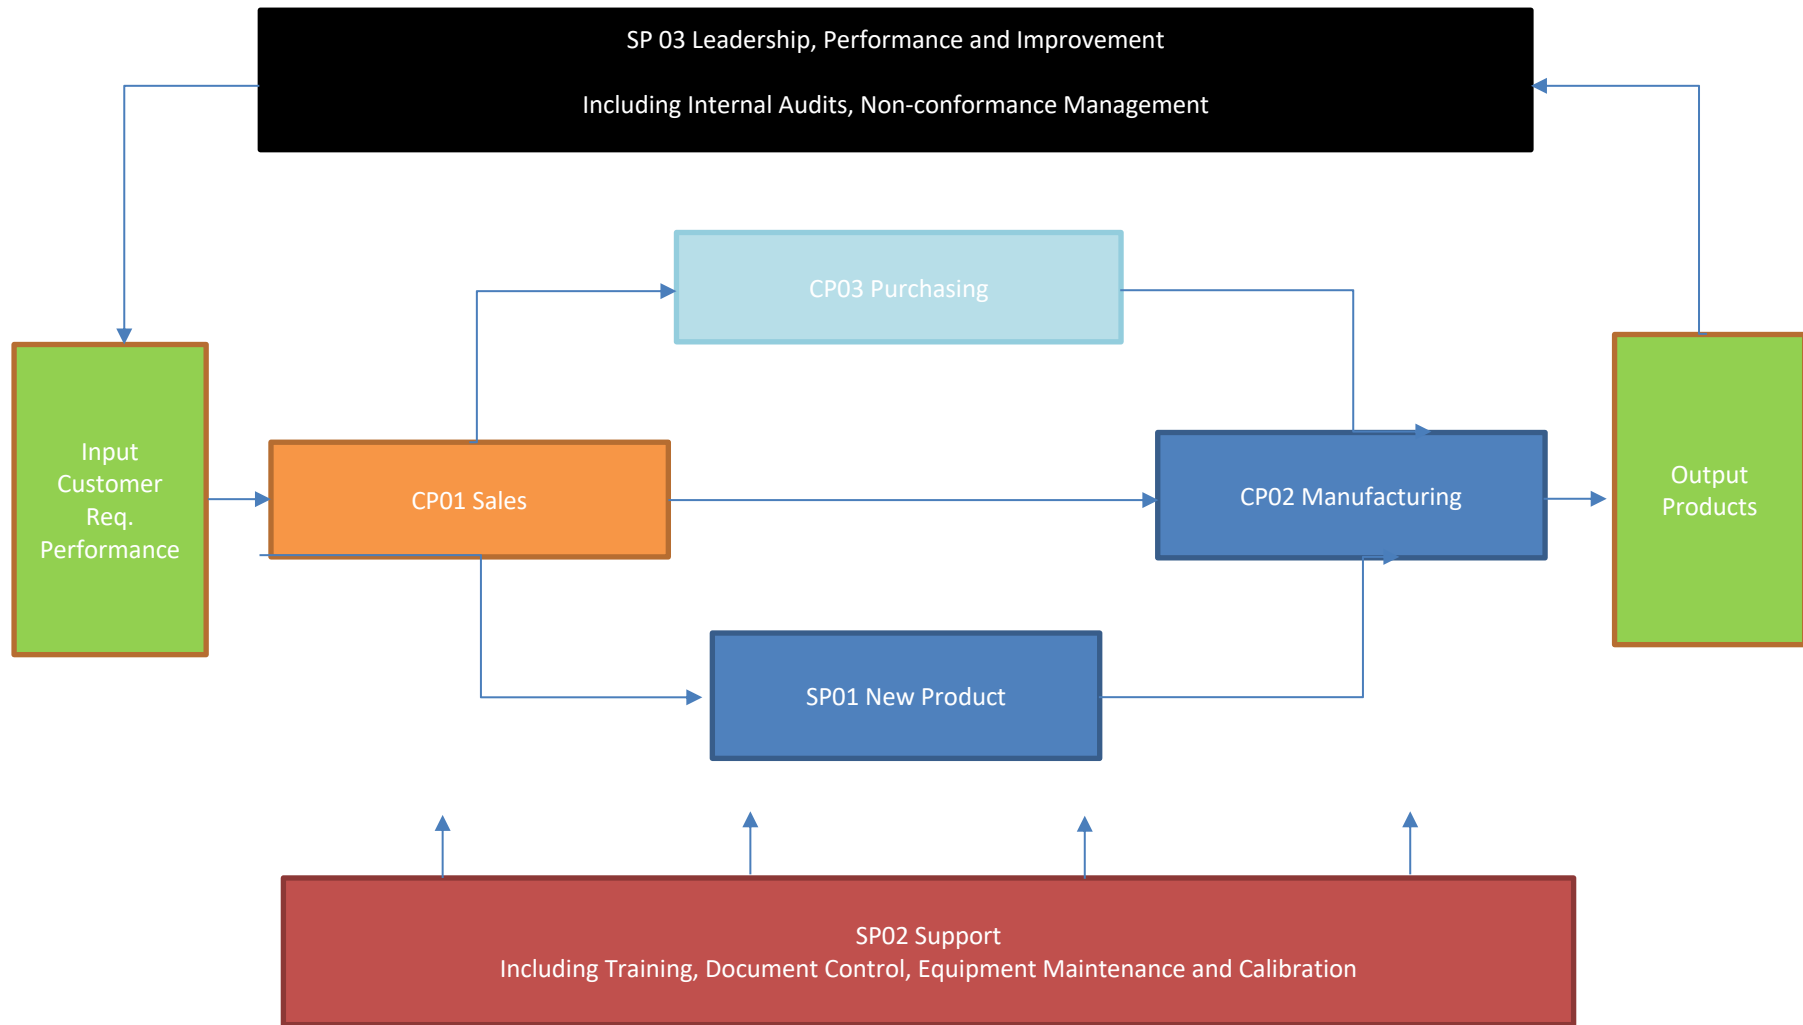 SP 03 Leadership, Performance and Improvement
Including Internal Audits, Non-conformance Management
CP03 Purchasing
Input
Customer
Req.
Performance
CP01 Sales
CP02 Manufacturing
Output
Products
SP01 New Product
SP02 Support
Including Training, Document Control, Equipment Maintenance and Calibration